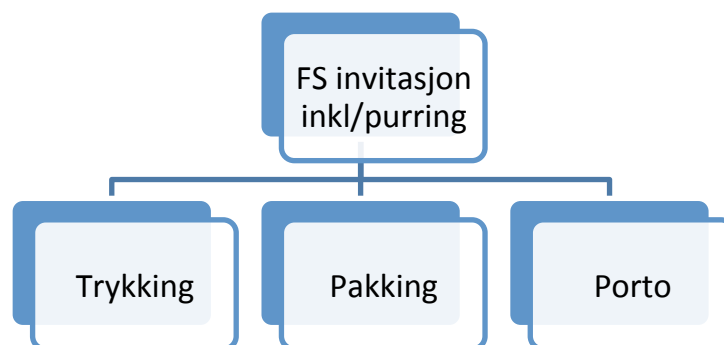 FS invitasjon
inkl/purring
Trykking
Pakking
Porto